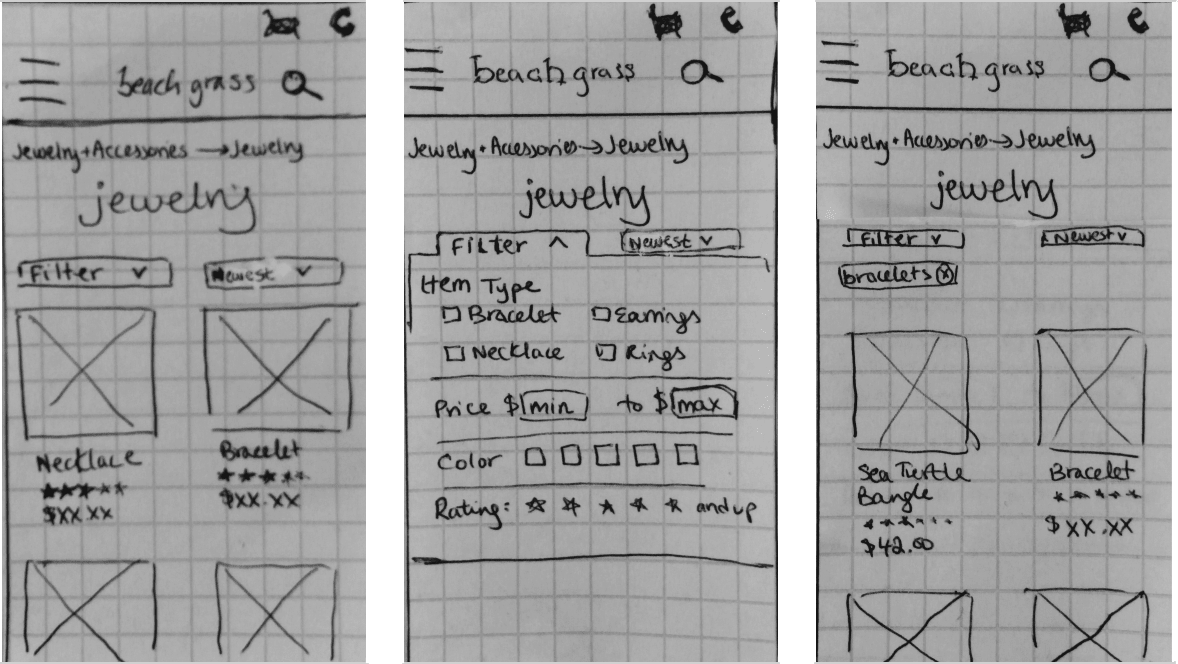 beach grass
Jewelry+Accessories → Jewelry
jewelry
Filter ∨
Newest ∨
Necklace
★★★★★
$XX.XX
Bracelet
★★★★★
$XX.XX
beach grass
Jewelry+Accessories → Jewelry
jewelry
Filter ∧
Newest ∨
Item Type
Bracelet
Earrings
Necklace
Rings
Price $ min to $ max
Color
Rating: ☆ ☆ ★ ★ ★ and up
beach grass
Jewelry+Accessories → Jewelry
jewelry
Filter ∨
Newest ∨
bracelets ⓧ
Sea Turtle
Bangle
★★★★★
$42.00
Bracelet
★★★★★
$XX.XX